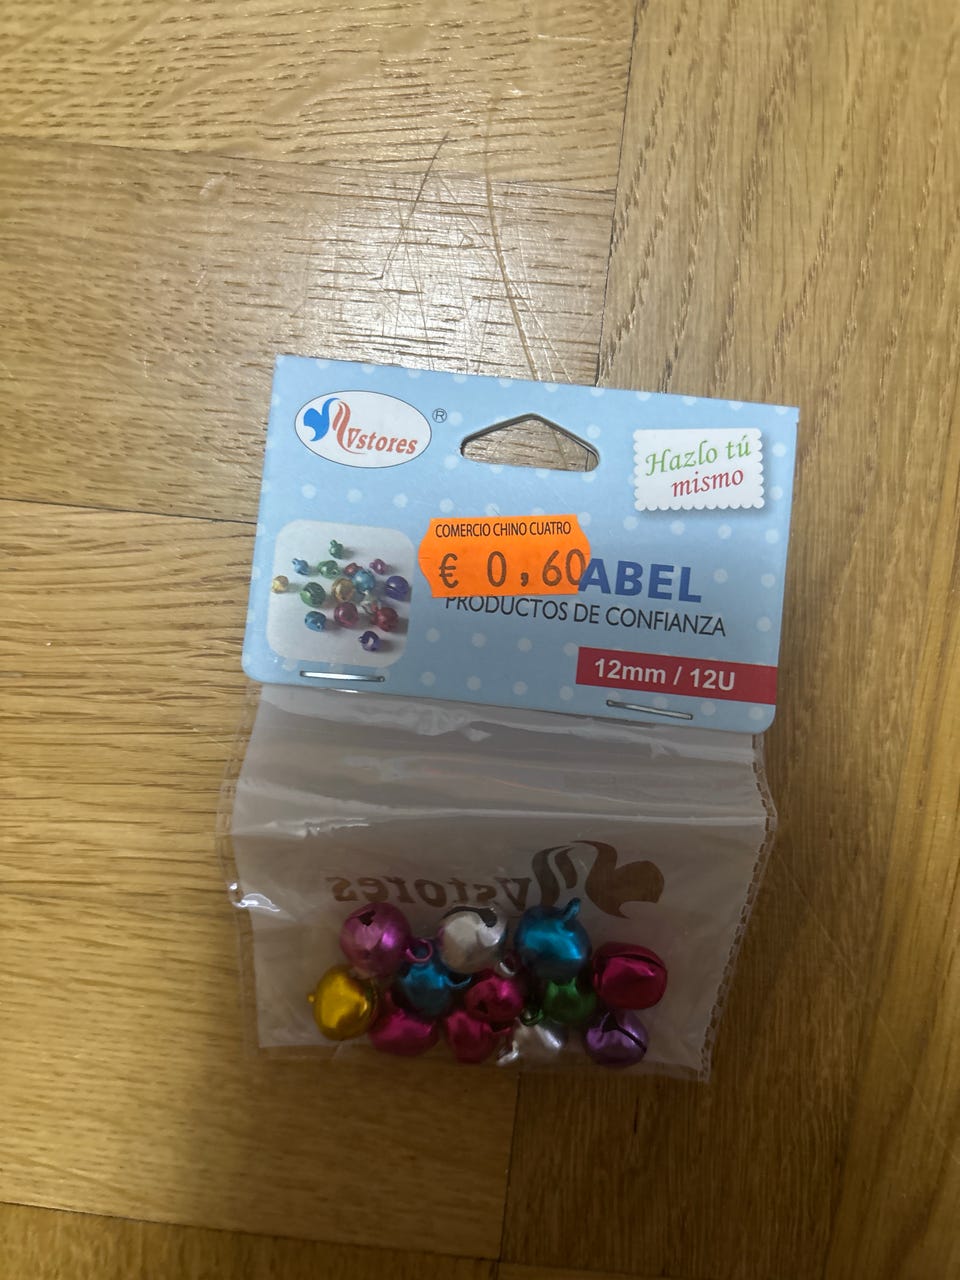 Vstores ®
Hazlo tú
mismo
COMERCIO CHINO CUATRO
€ 0,60
ABEL
PRODUCTOS DE CONFIANZA
12mm / 12U
Vstores